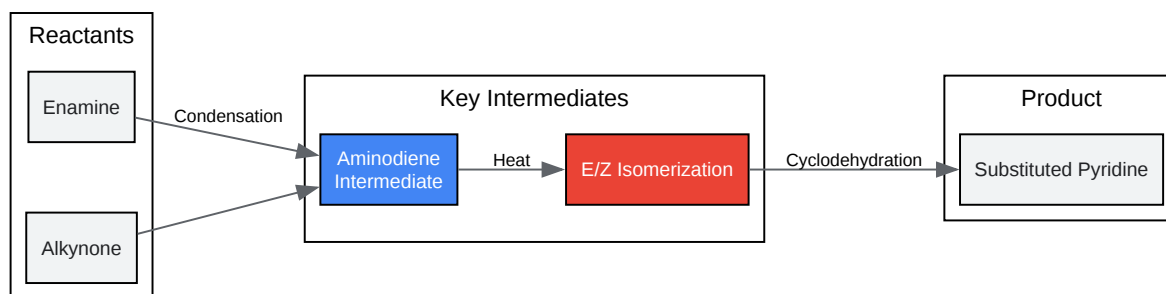 Reactants
Enamine
Alkynone
Condensation
Key Intermediates
Aminodiene
Intermediate
Heat
E/Z Isomerization
Cyclodehydration
Product
Substituted Pyridine